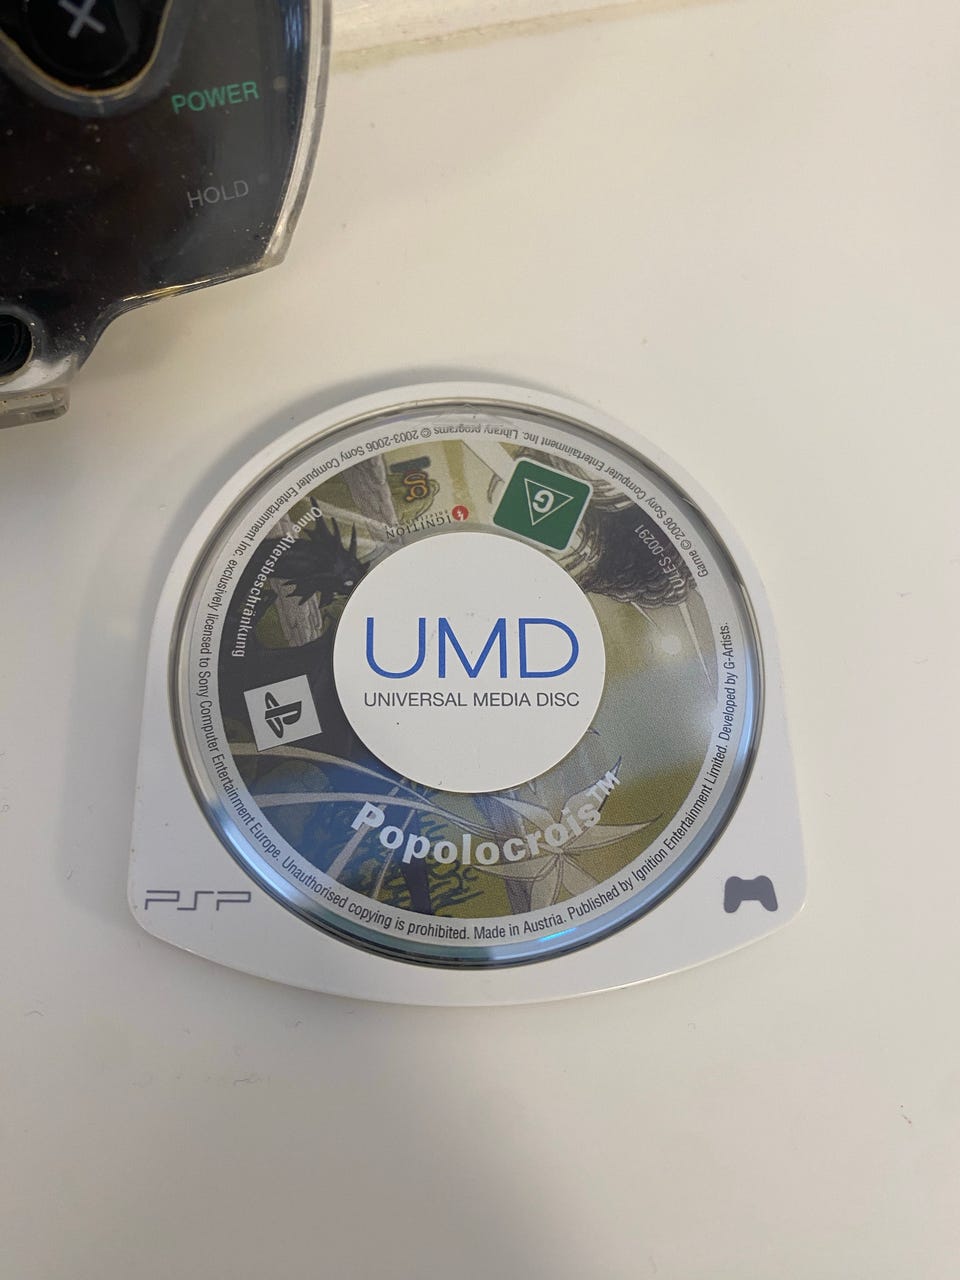 X
POWER
HOLD
© 2003-2006 Sony Computer Entertainment Inc. exclusively licensed to Sony Computer Entertainment Europe. Unauthorised copying is prohibited. Made in Austria. Published by Ignition Entertainment Limited. Developed by G-Artists.
Game © 2006 Sony Computer Entertainment Inc. Library programs
ULES-00291
G
IGNITION
Ohne Altersbeschränkung
UMD
UNIVERSAL MEDIA DISC
Popolocrois™
PSP